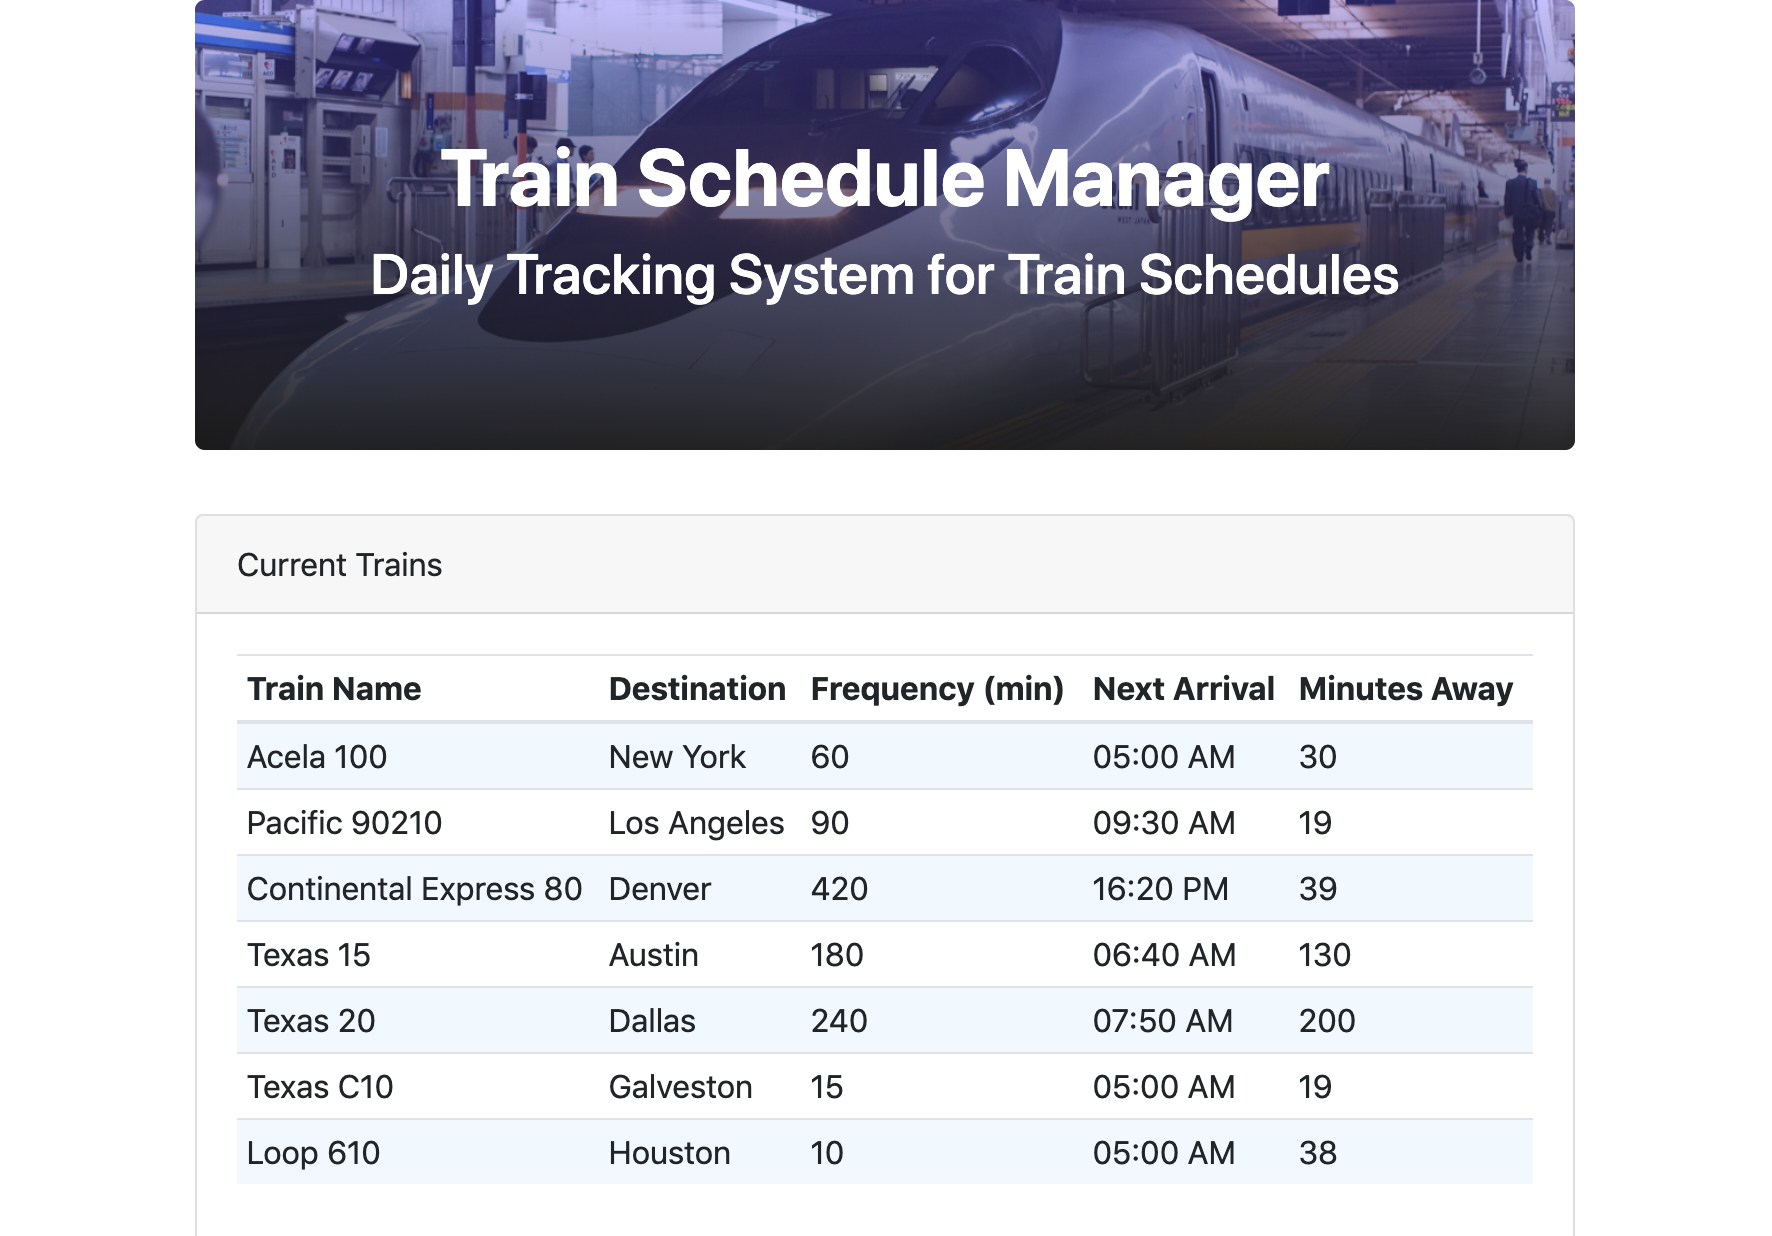 Train Schedule Manager
Daily Tracking System for Train Schedules
Current Trains
Train Name Destination Frequency (min) Next Arrival Minutes Away
Acela 100 New York 60 05:00 AM 30
Pacific 90210 Los Angeles 90 09:30 AM 19
Continental Express 80 Denver 420 16:20 PM 39
Texas 15 Austin 180 06:40 AM 130
Texas 20 Dallas 240 07:50 AM 200
Texas C10 Galveston 15 05:00 AM 19
Loop 610 Houston 10 05:00 AM 38